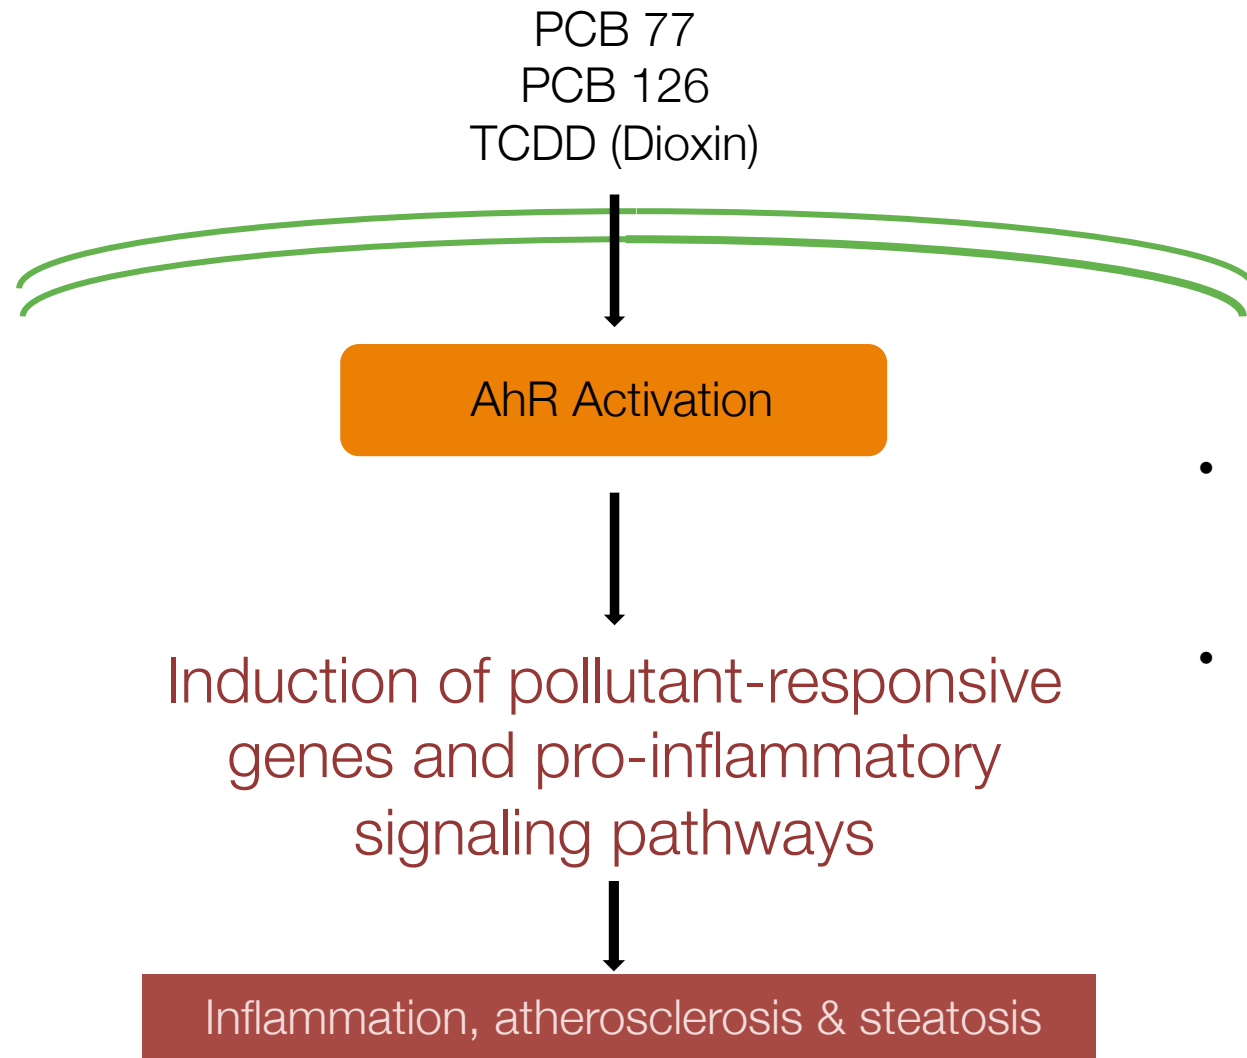 PCB 77
PCB 126
TCDD (Dioxin)
AhR Activation
•
•
Induction of pollutant-responsive
genes and pro-inflammatory
signaling pathways
Inflammation, atherosclerosis & steatosis